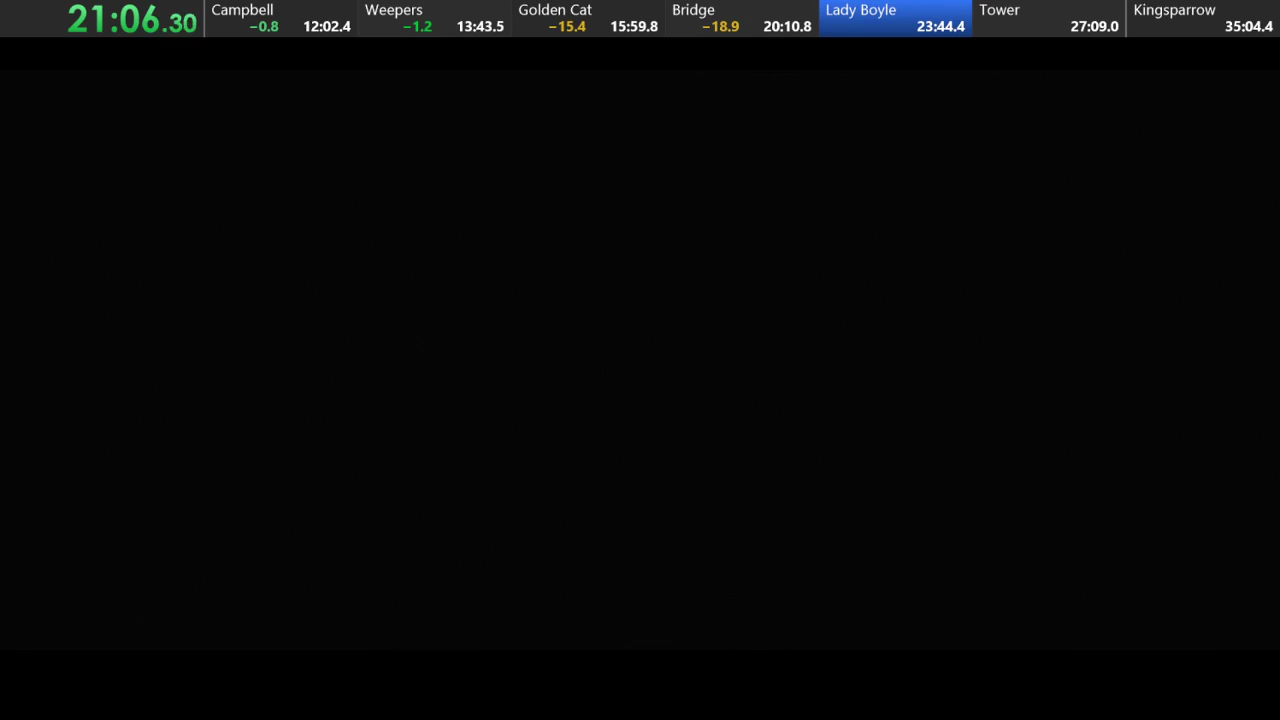 21:06.30
Campbell
−0.8 12:02.4
Weepers
−1.2 13:43.5
Golden Cat
−15.4 15:59.8
Bridge
−18.9 20:10.8
Lady Boyle
23:44.4
Tower
27:09.0
Kingsparrow
35:04.4